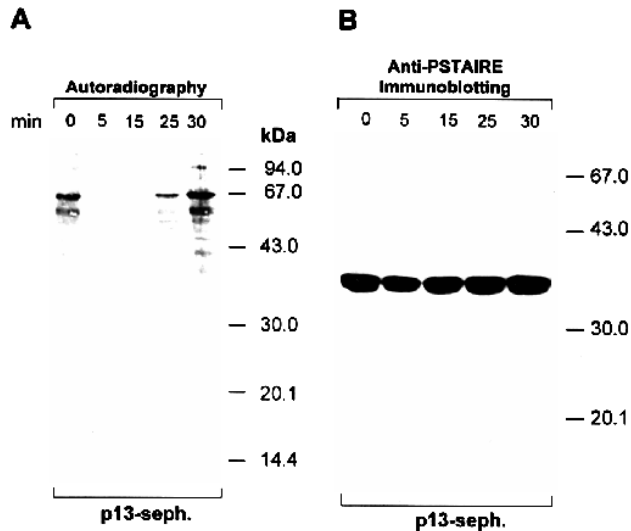 A
Autoradiography
min 0 5 15 25 30
kDa
94.0
67.0
43.0
30.0
20.1
14.4
p13-seph.
B
Anti-PSTAIRE
Immunoblotting
0 5 15 25 30
67.0
43.0
30.0
20.1
p13-seph.